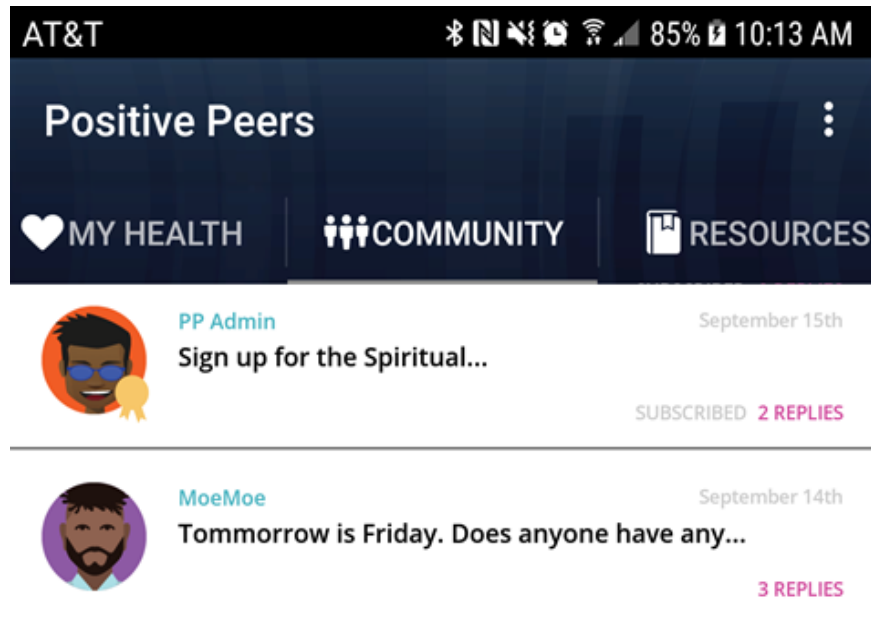 AT&T 85% 10:13 AM
Positive Peers
MY HEALTH COMMUNITY RESOURCES
PP Admin September 15th
Sign up for the Spiritual...
SUBSCRIBED 2 REPLIES
MoeMoe September 14th
Tommorrow is Friday. Does anyone have any...
3 REPLIES